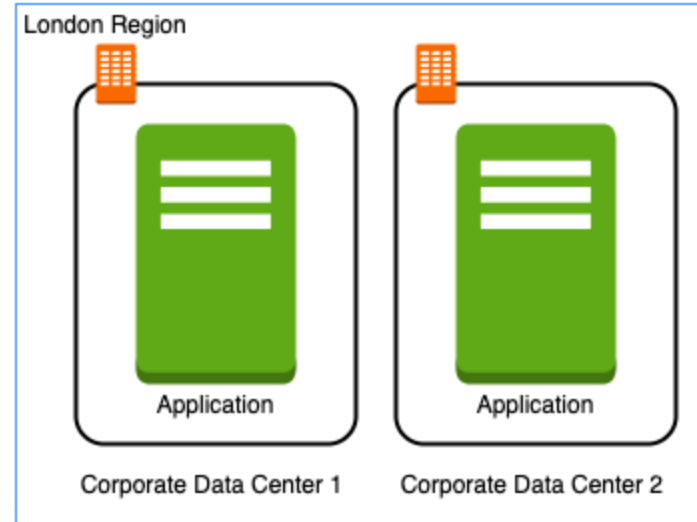 London Region
Application
Application
Corporate Data Center 1
Corporate Data Center 2